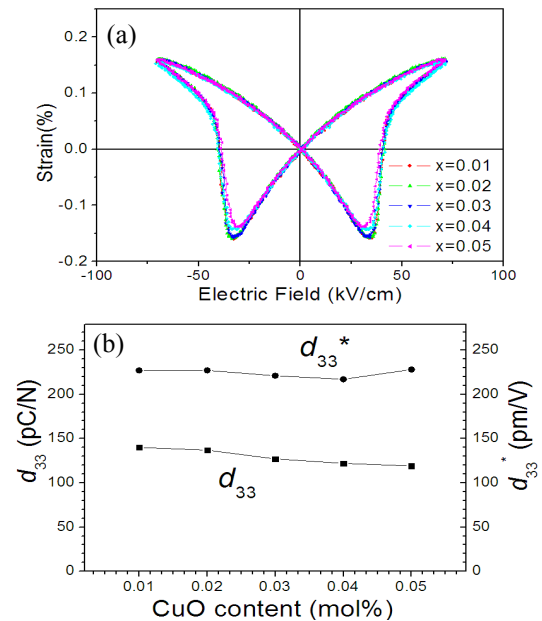 (a)
0.2
0.1
0.0
-0.1
-0.2
Strain(%)
x=0.01
x=0.02
x=0.03
x=0.04
x=0.05
-100 -50 0 50 100
Electric Field (kV/cm)
(b)
250
200
150
100
50
0
d33 (pC/N)
d33*
d33
250
200
150
100
50
0
d33* (pm/V)
0.01 0.02 0.03 0.04 0.05
CuO content (mol%)